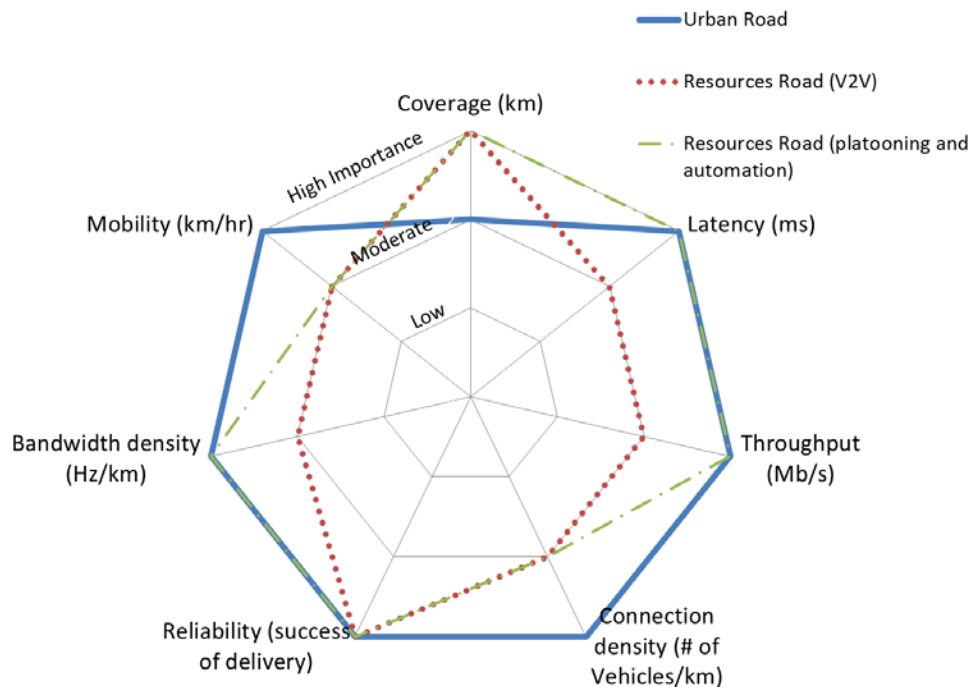 Urban Road
Resources Road (V2V)
Resources Road (platooning and
automation)
Coverage (km)
High Importance
Mobility (km/hr)
Latency (ms)
Moderate
Low
Bandwidth density
(Hz/km)
Throughput
(Mb/s)
Reliability (success
of delivery)
Connection
density (# of
Vehicles/km)